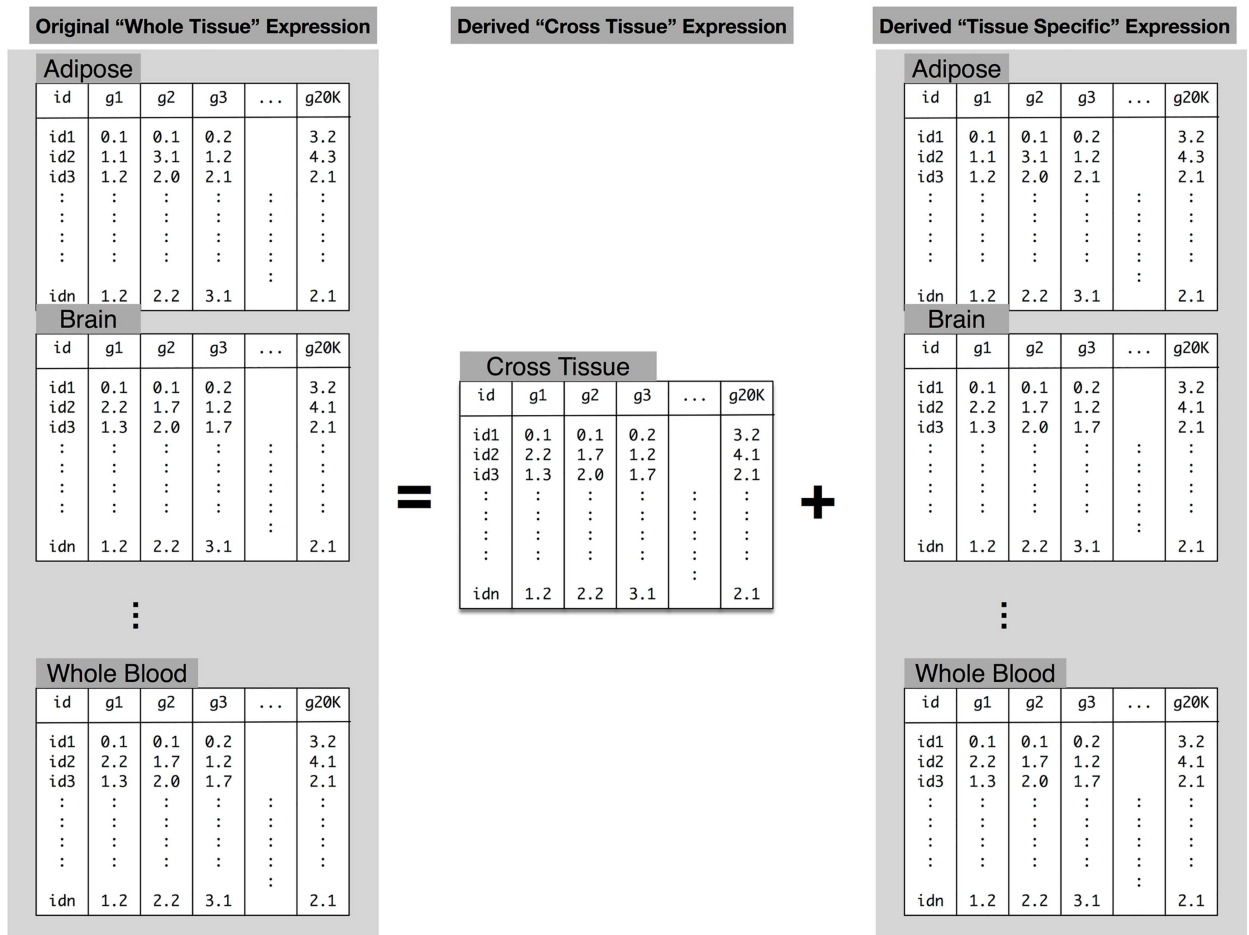 Original “Whole Tissue” Expression
Adipose
id g1 g2 g3 ... g20K
id1 0.1 0.1 0.2 3.2
id2 1.1 3.1 1.2 4.3
id3 1.2 2.0 2.1 2.1
: : : : : :
: : : : : :
: : : : : :
: : : : : :
:
idn 1.2 2.2 3.1 2.1
Brain
id g1 g2 g3 ... g20K
id1 0.1 0.1 0.2 3.2
id2 2.2 1.7 1.2 4.1
id3 1.3 2.0 1.7 2.1
: : : : : :
: : : : : :
: : : : : :
: : : : : :
:
idn 1.2 2.2 3.1 2.1
⋮
Whole Blood
id g1 g2 g3 ... g20K
id1 0.1 0.1 0.2 3.2
id2 2.2 1.7 1.2 4.1
id3 1.3 2.0 1.7 2.1
: : : : : :
: : : : : :
: : : : : :
: : : : : :
:
idn 1.2 2.2 3.1 2.1
=
Derived “Cross Tissue” Expression
Cross Tissue
id g1 g2 g3 ... g20K
id1 0.1 0.1 0.2 3.2
id2 2.2 1.7 1.2 4.1
id3 1.3 2.0 1.7 2.1
: : : : : :
: : : : : :
: : : : : :
: : : : : :
:
idn 1.2 2.2 3.1 2.1
+
Derived “Tissue Specific” Expression
Adipose
id g1 g2 g3 ... g20K
id1 0.1 0.1 0.2 3.2
id2 1.1 3.1 1.2 4.3
id3 1.2 2.0 2.1 2.1
: : : : : :
: : : : : :
: : : : : :
: : : : : :
:
idn 1.2 2.2 3.1 2.1
Brain
id g1 g2 g3 ... g20K
id1 0.1 0.1 0.2 3.2
id2 2.2 1.7 1.2 4.1
id3 1.3 2.0 1.7 2.1
: : : : : :
: : : : : :
: : : : : :
: : : : : :
:
idn 1.2 2.2 3.1 2.1
⋮
Whole Blood
id g1 g2 g3 ... g20K
id1 0.1 0.1 0.2 3.2
id2 2.2 1.7 1.2 4.1
id3 1.3 2.0 1.7 2.1
: : : : : :
: : : : : :
: : : : : :
: : : : : :
:
idn 1.2 2.2 3.1 2.1